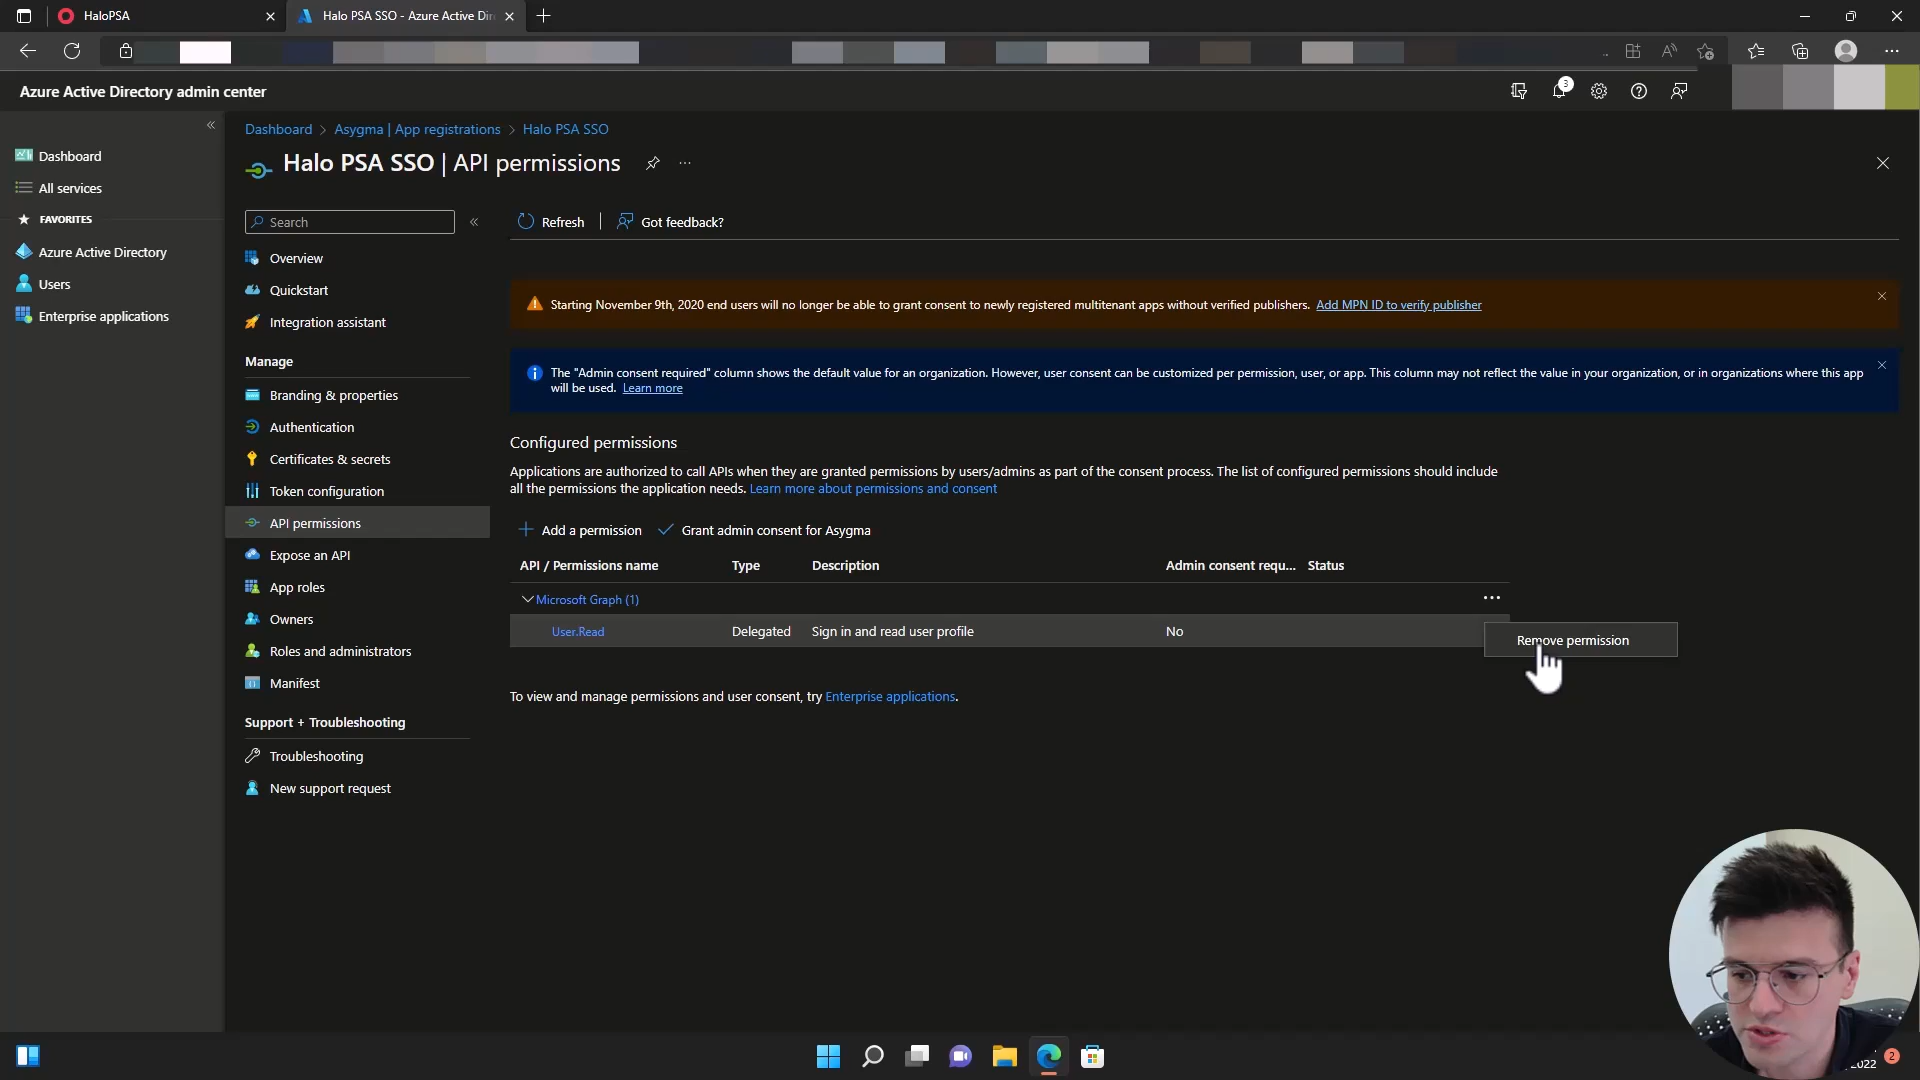 HaloPSA
Halo PSA SSO - Azure Active Dir
Azure Active Directory admin center
3
Dashboard
All services
FAVORITES
Azure Active Directory
Users
Enterprise applications
Dashboard > Asygma | App registrations > Halo PSA SSO
Halo PSA SSO | API permissions
Search
Refresh
Got feedback?
Overview
Quickstart
Integration assistant
Manage
Branding & properties
Authentication
Certificates & secrets
Token configuration
API permissions
Expose an API
App roles
Owners
Roles and administrators
Manifest
Support + Troubleshooting
Troubleshooting
New support request
Starting November 9th, 2020 end users will no longer be able to grant consent to newly registered multitenant apps without verified publishers. Add MPN ID to verify publisher
The "Admin consent required" column shows the default value for an organization. However, user consent can be customized per permission, user, or app. This column may not reflect the value in your organization, or in organizations where this app
will be used. Learn more
Configured permissions
Applications are authorized to call APIs when they are granted permissions by users/admins as part of the consent process. The list of configured permissions should include
all the permissions the application needs. Learn more about permissions and consent
Add a permission
Grant admin consent for Asygma
API / Permissions name Type Description Admin consent requ... Status
Microsoft Graph (1)
User.Read Delegated Sign in and read user profile No
Remove permission
To view and manage permissions and user consent, try Enterprise applications.
2022
2